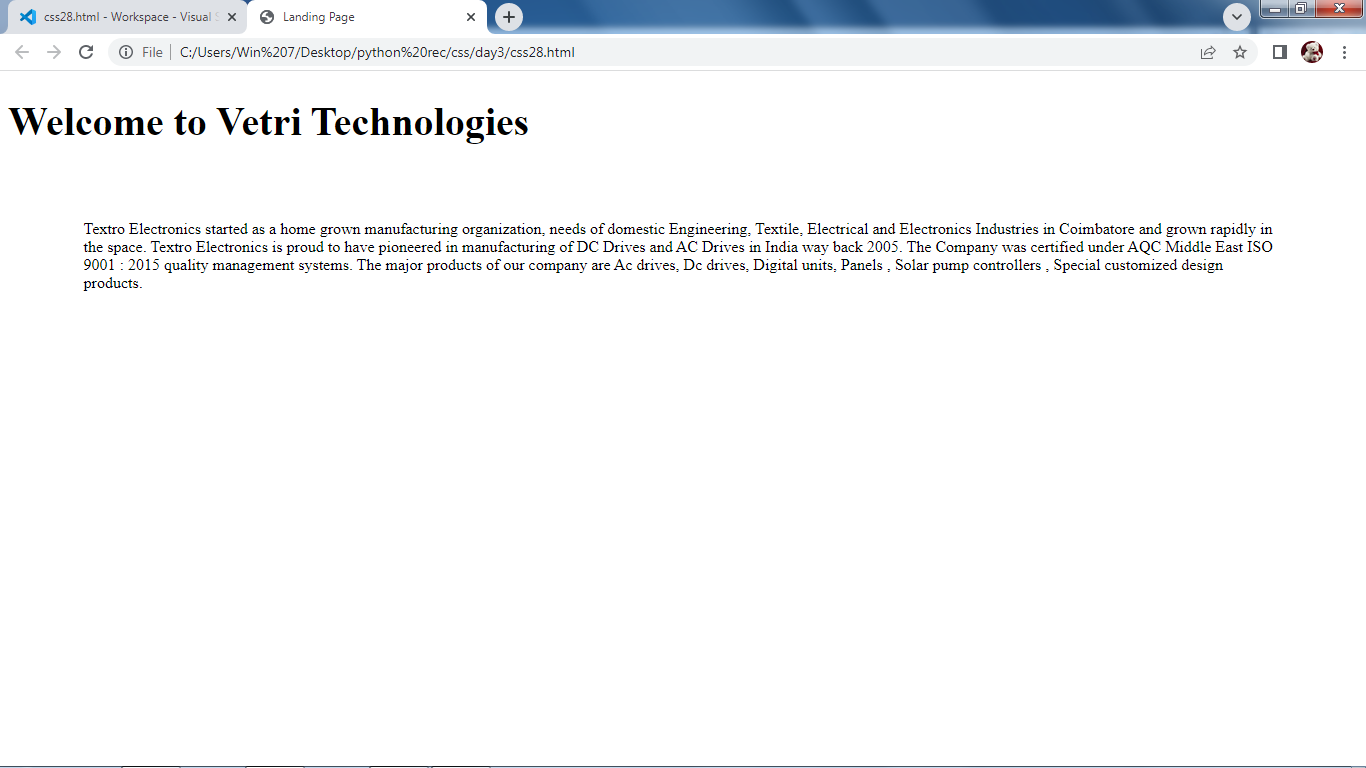 css28.html - Workspace - Visual S
Landing Page
File
C:/Users/Win%207/Desktop/python%20rec/css/day3/css28.html
Welcome to Vetri Technologies
Textro Electronics started as a home grown manufacturing organization, needs of domestic Engineering, Textile, Electrical and Electronics Industries in Coimbatore and grown rapidly in
the space. Textro Electronics is proud to have pioneered in manufacturing of DC Drives and AC Drives in India way back 2005. The Company was certified under AQC Middle East ISO
9001 : 2015 quality management systems. The major products of our company are Ac drives, Dc drives, Digital units, Panels , Solar pump controllers , Special customized design
products.